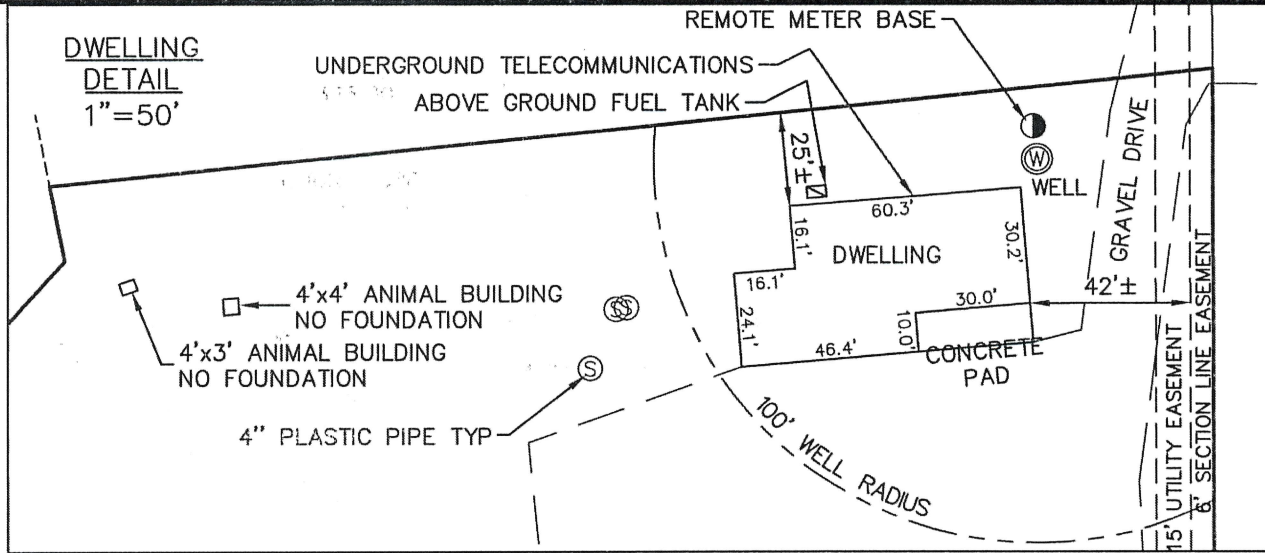 DWELLING
DETAIL
1"=50'
REMOTE METER BASE
UNDERGROUND TELECOMMUNICATIONS
ABOVE GROUND FUEL TANK
25'±
W
WELL
GRAVEL DRIVE
60.3'
16.1'
DWELLING
30.2'
16.1'
24.1'
30.0'
10.0'
46.4'
42'±
CONCRETE
PAD
4'x4' ANIMAL BUILDING
NO FOUNDATION
4'x3' ANIMAL BUILDING
NO FOUNDATION
S
S
S
4" PLASTIC PIPE TYP
100' WELL RADIUS
15' UTILITY EASEMENT
6' SECTION LINE EASEMENT